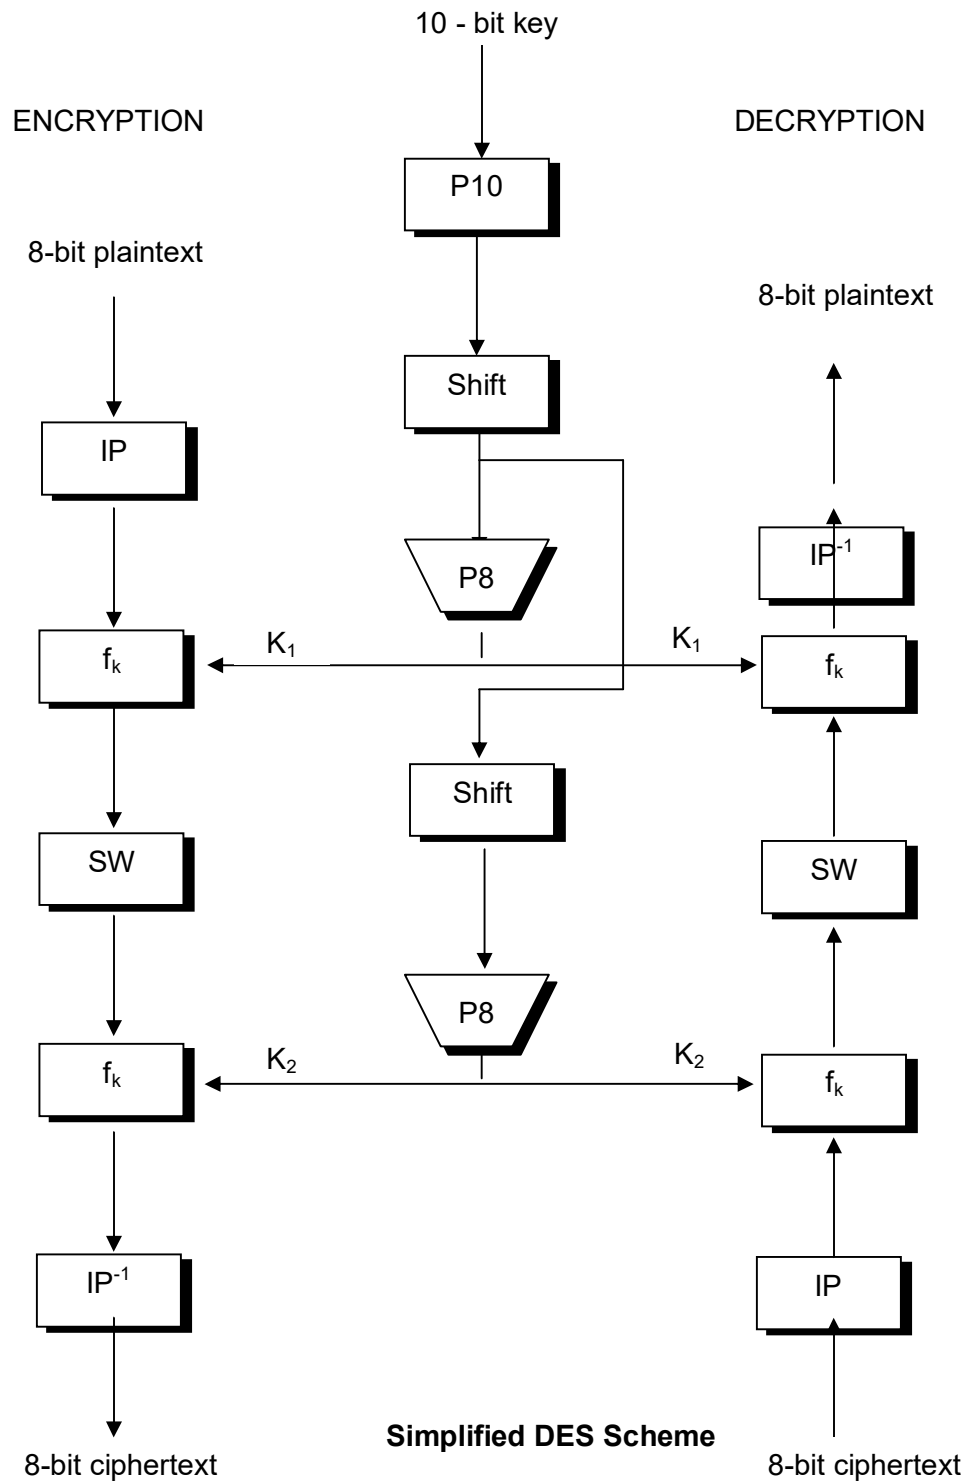 10 - bit key
ENCRYPTION
DECRYPTION
P10
8-bit plaintext
8-bit plaintext
Shift
IP
IP⁻¹
P8
K₁
K₁
fₖ
fₖ
Shift
SW
SW
P8
K₂
K₂
fₖ
fₖ
IP⁻¹
IP
Simplified DES Scheme
8-bit ciphertext
8-bit ciphertext